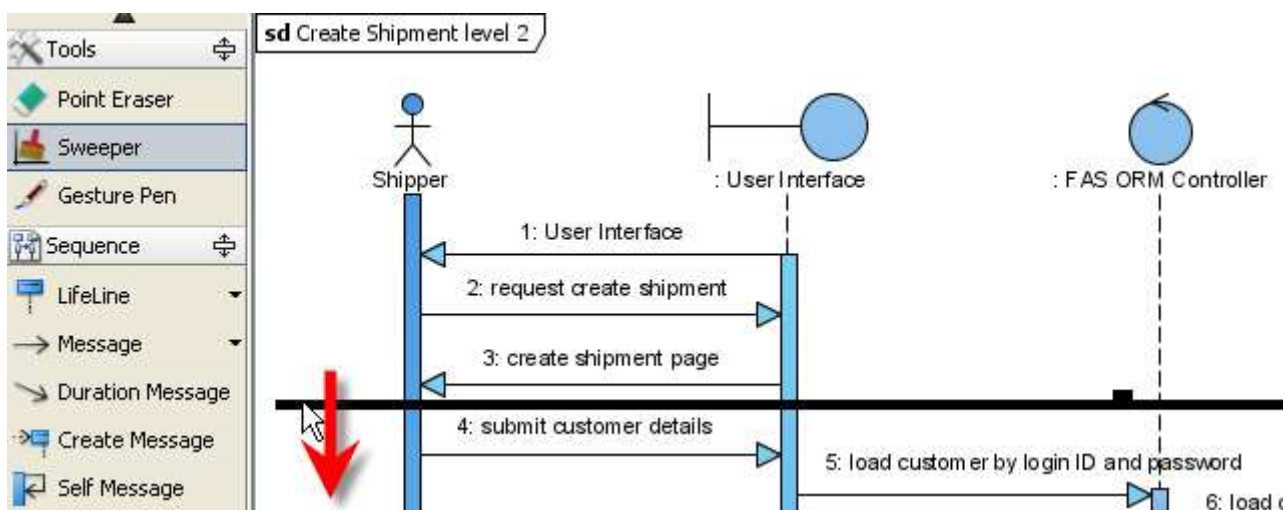 Tools
Point Eraser
Sweeper
Gesture Pen
Sequence
LifeLine
Message
Duration Message
Create Message
Self Message
sd Create Shipment level 2
Shipper
: User Interface
: FAS ORM Controller
1: User Interface
2: request create shipment
3: create shipment page
4: submit customer details
5: load customer by login ID and password
6: load